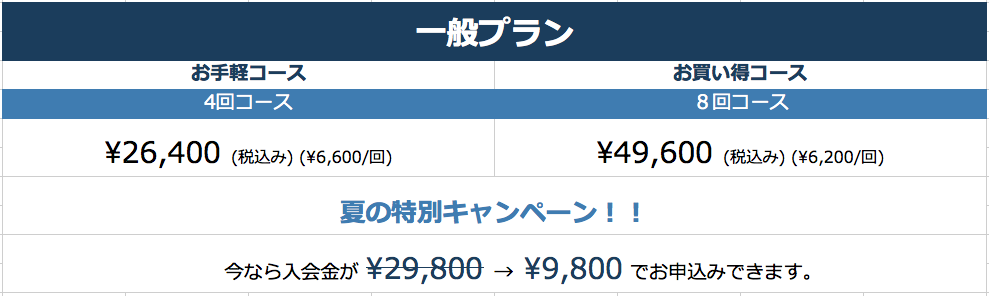 一般プラン
お手軽コース お買い得コース
4回コース 8回コース
¥26,400 (税込み) (¥6,600/回) ¥49,600 (税込み) (¥6,200/回)
夏の特別キャンペーン！！
今なら入会金が ¥29,800 → ¥9,800 でお申込みできます。